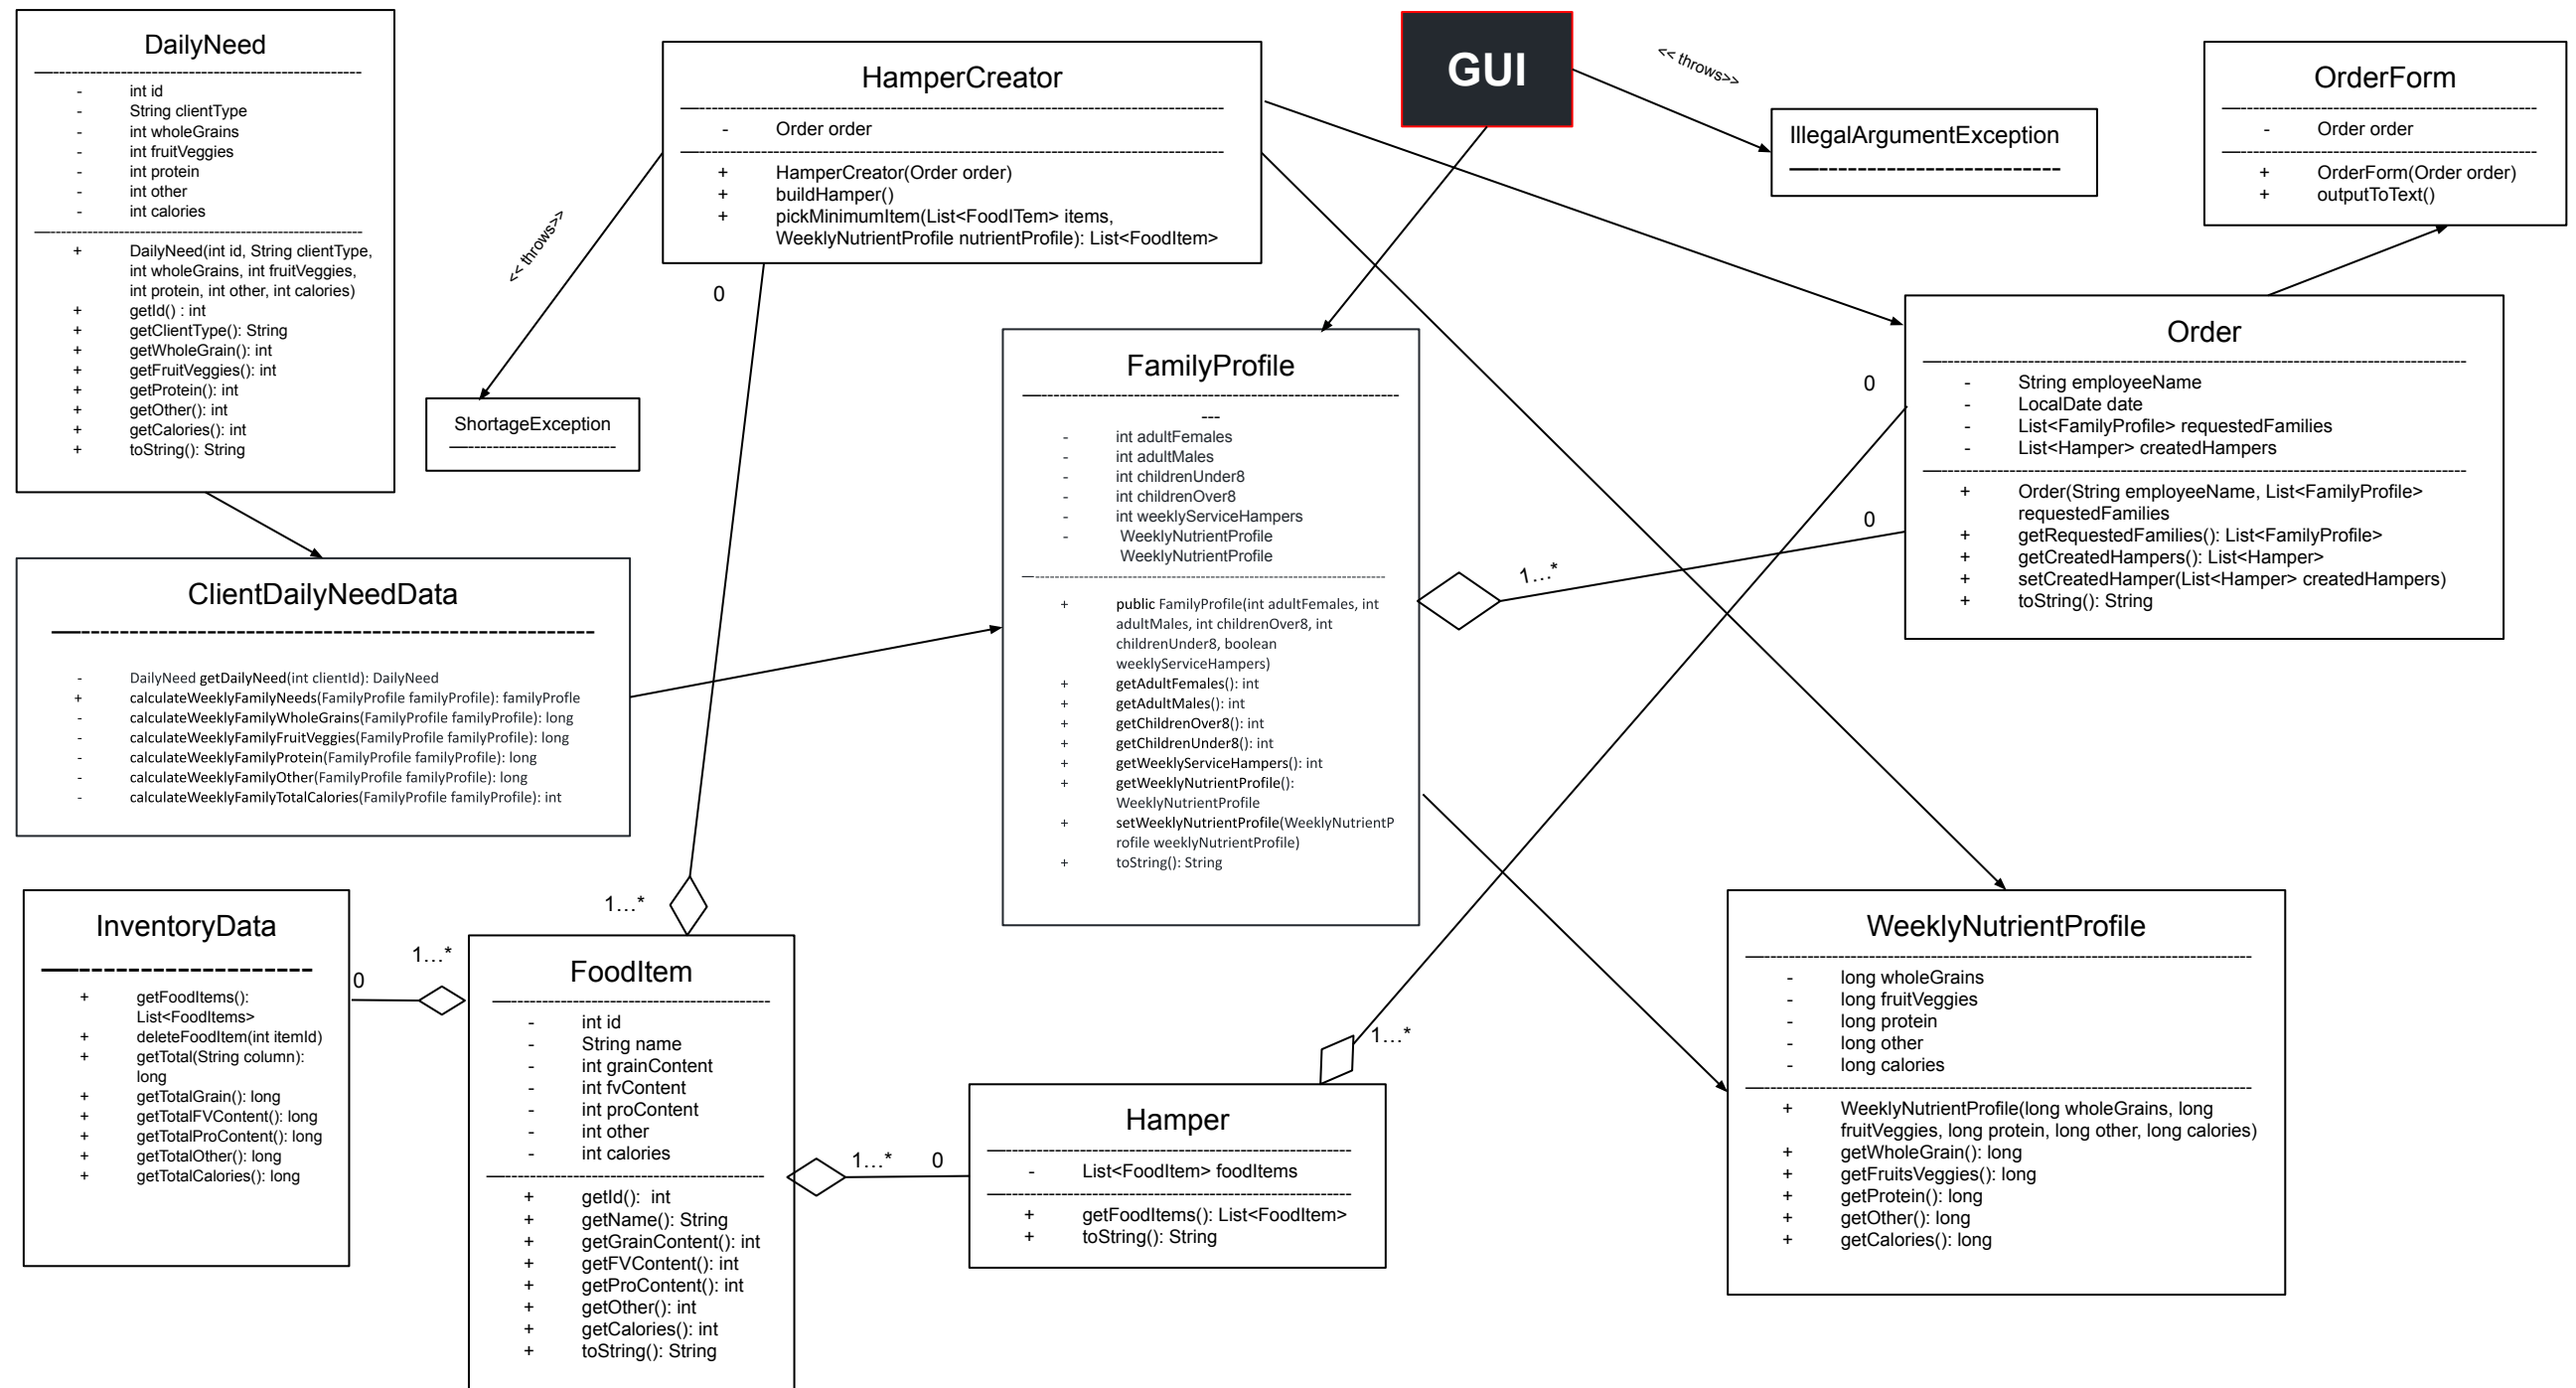 DailyNeed
- int id
- String clientType
- int wholeGrains
- int fruitVeggies
- int protein
- int other
- int calories
+ DailyNeed(int id, String clientType,
int wholeGrains, int fruitVeggies,
int protein, int other, int calories)
+ getId() : int
+ getClientType(): String
+ getWholeGrain(): int
+ getFruitVeggies(): int
+ getProtein(): int
+ getOther(): int
+ getCalories(): int
+ toString(): String
HamperCreator
- Order order
+ HamperCreator(Order order)
+ buildHamper()
+ pickMinimumItem(List<FoodITem> items,
WeeklyNutrientProfile nutrientProfile): List<FoodItem>
GUI
<< throws>>
IllegalArgumentException
OrderForm
- Order order
+ OrderForm(Order order)
+ outputToText()
<< throws>>
0
ShortageException
FamilyProfile
---
- int adultFemales
- int adultMales
- int childrenUnder8
- int childrenOver8
- int weeklyServiceHampers
- WeeklyNutrientProfile
WeeklyNutrientProfile
+ public FamilyProfile(int adultFemales, int
adultMales, int childrenOver8, int
childrenUnder8, boolean
weeklyServiceHampers)
+ getAdultFemales(): int
+ getAdultMales(): int
+ getChildrenOver8(): int
+ getChildrenUnder8(): int
+ getWeeklyServiceHampers(): int
+ getWeeklyNutrientProfile():
WeeklyNutrientProfile
+ setWeeklyNutrientProfile(WeeklyNutrientP
rofile weeklyNutrientProfile)
+ toString(): String
Order
- String employeeName
- LocalDate date
- List<FamilyProfile> requestedFamilies
- List<Hamper> createdHampers
+ Order(String employeeName, List<FamilyProfile>
requestedFamilies
+ getRequestedFamilies(): List<FamilyProfile>
+ getCreatedHampers(): List<Hamper>
+ setCreatedHamper(List<Hamper> createdHampers)
+ toString(): String
0
0
1...*
ClientDailyNeedData
- DailyNeed getDailyNeed(int clientId): DailyNeed
+ calculateWeeklyFamilyNeeds(FamilyProfile familyProfile): familyProfle
- calculateWeeklyFamilyWholeGrains(FamilyProfile familyProfile): long
- calculateWeeklyFamilyFruitVeggies(FamilyProfile familyProfile): long
- calculateWeeklyFamilyProtein(FamilyProfile familyProfile): long
- calculateWeeklyFamilyOther(FamilyProfile familyProfile): long
- calculateWeeklyFamilyTotalCalories(FamilyProfile familyProfile): int
InventoryData
+ getFoodItems():
List<FoodItems>
+ deleteFoodItem(int itemId)
+ getTotal(String column):
long
+ getTotalGrain(): long
+ getTotalFVContent(): long
+ getTotalProContent(): long
+ getTotalOther(): long
+ getTotalCalories(): long
0
1...*
1...*
FoodItem
- int id
- String name
- int grainContent
- int fvContent
- int proContent
- int other
- int calories
+ getId(): int
+ getName(): String
+ getGrainContent(): int
+ getFVContent(): int
+ getProContent(): int
+ getOther(): int
+ getCalories(): int
+ toString(): String
1...*
0
1...*
Hamper
- List<FoodItem> foodItems
+ getFoodItems(): List<FoodItem>
+ toString(): String
WeeklyNutrientProfile
- long wholeGrains
- long fruitVeggies
- long protein
- long other
- long calories
+ WeeklyNutrientProfile(long wholeGrains, long
fruitVeggies, long protein, long other, long calories)
+ getWholeGrain(): long
+ getFruitsVeggies(): long
+ getProtein(): long
+ getOther(): long
+ getCalories(): long